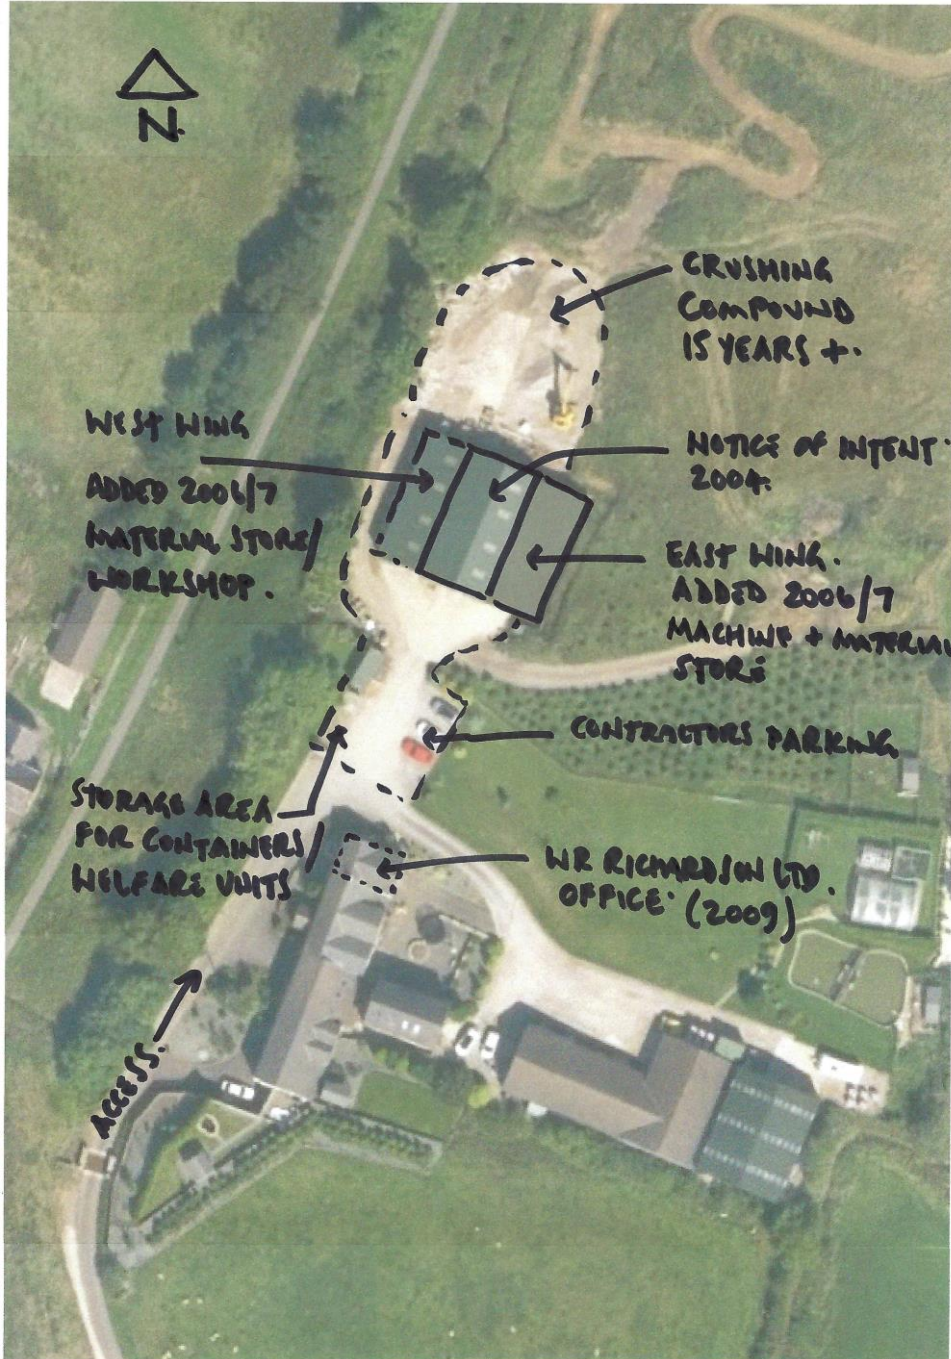 N.
CRUSHING
COMPOUND
15 YEARS +.
WEST WING
ADDED 2006/7
MATERIAL STORE/
WORKSHOP.
NOTICE OF INTENT
2004.
EAST WING.
ADDED 2006/7
MACHINE + MATERIAL
STORE
CONTRACTORS PARKING
STORAGE AREA
FOR CONTAINERS/
WELFARE UNITS
WR RICHARDSON LTD.
OFFICE (2009)
ACCESS.